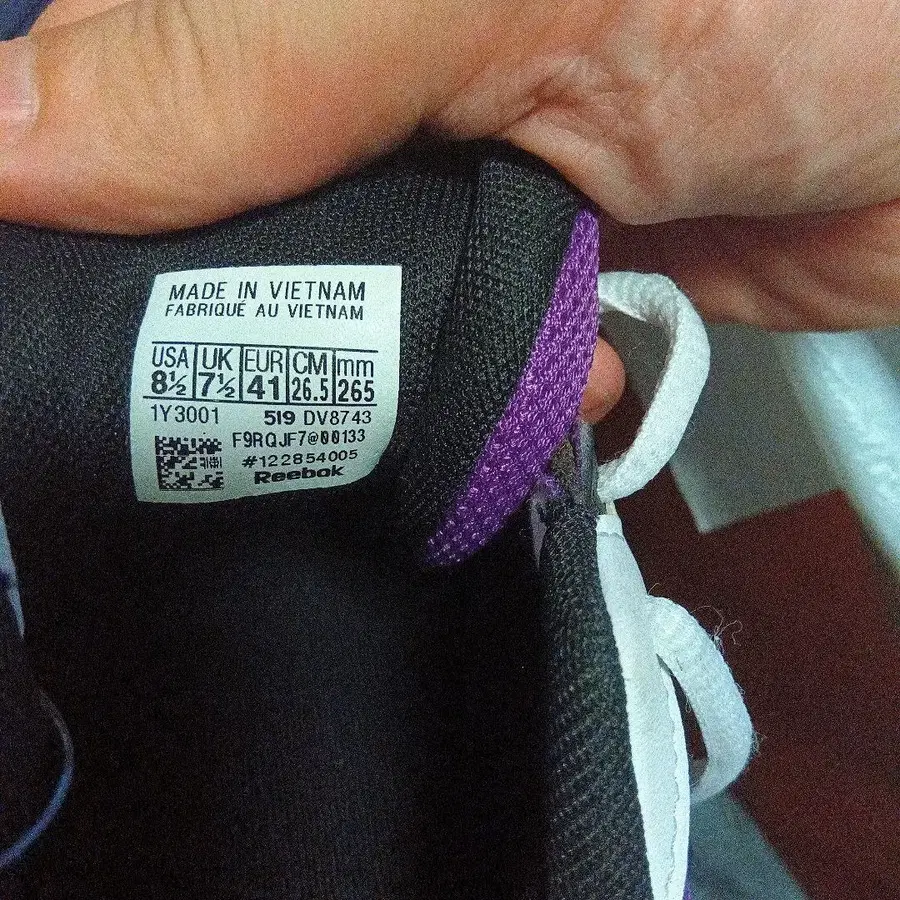 MADE IN VIETNAM
FABRIQUÉ AU VIETNAM
USA UK EUR CM mm
8½ 7½ 41 26.5 265
1Y3001 519 DV8743
F9RQJF7@00133
#122854005
Reebok